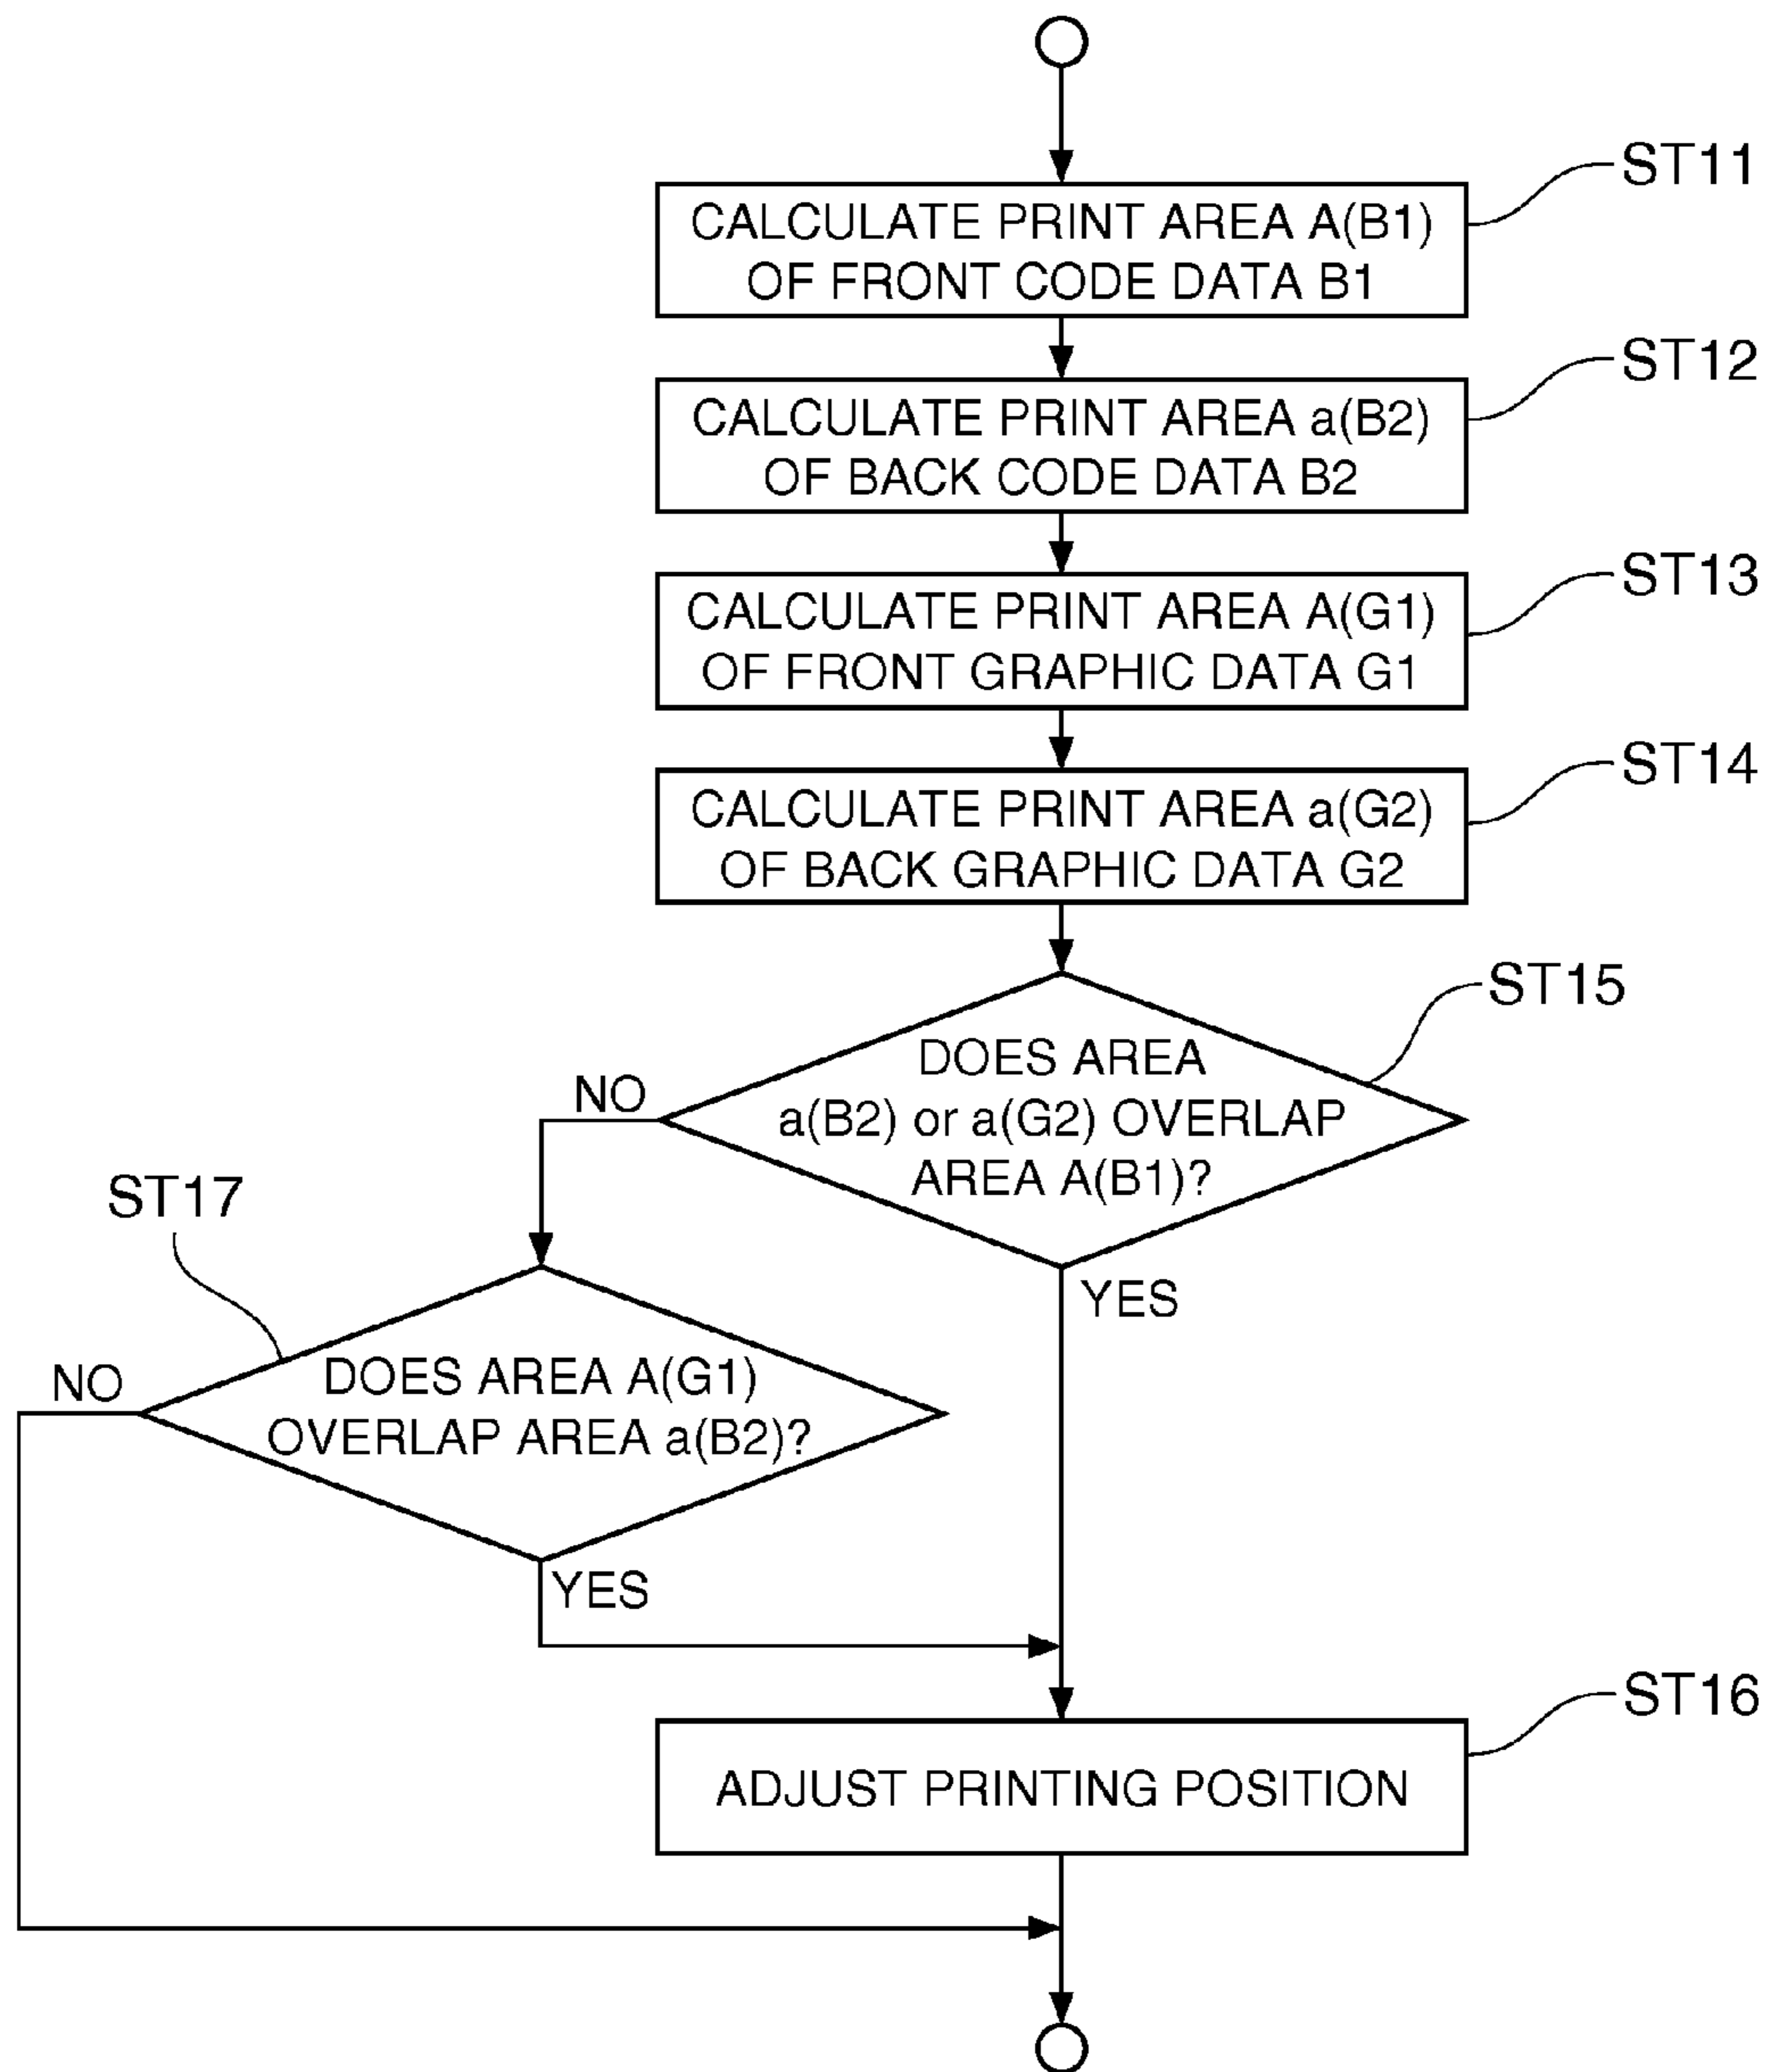 ST11
CALCULATE PRINT AREA A(B1)
OF FRONT CODE DATA B1
ST12
CALCULATE PRINT AREA a(B2)
OF BACK CODE DATA B2
ST13
CALCULATE PRINT AREA A(G1)
OF FRONT GRAPHIC DATA G1
ST14
CALCULATE PRINT AREA a(G2)
OF BACK GRAPHIC DATA G2
ST15
DOES AREA
a(B2) or a(G2) OVERLAP
AREA A(B1)?
NO
YES
ST17
DOES AREA A(G1)
OVERLAP AREA a(B2)?
NO
YES
ST16
ADJUST PRINTING POSITION